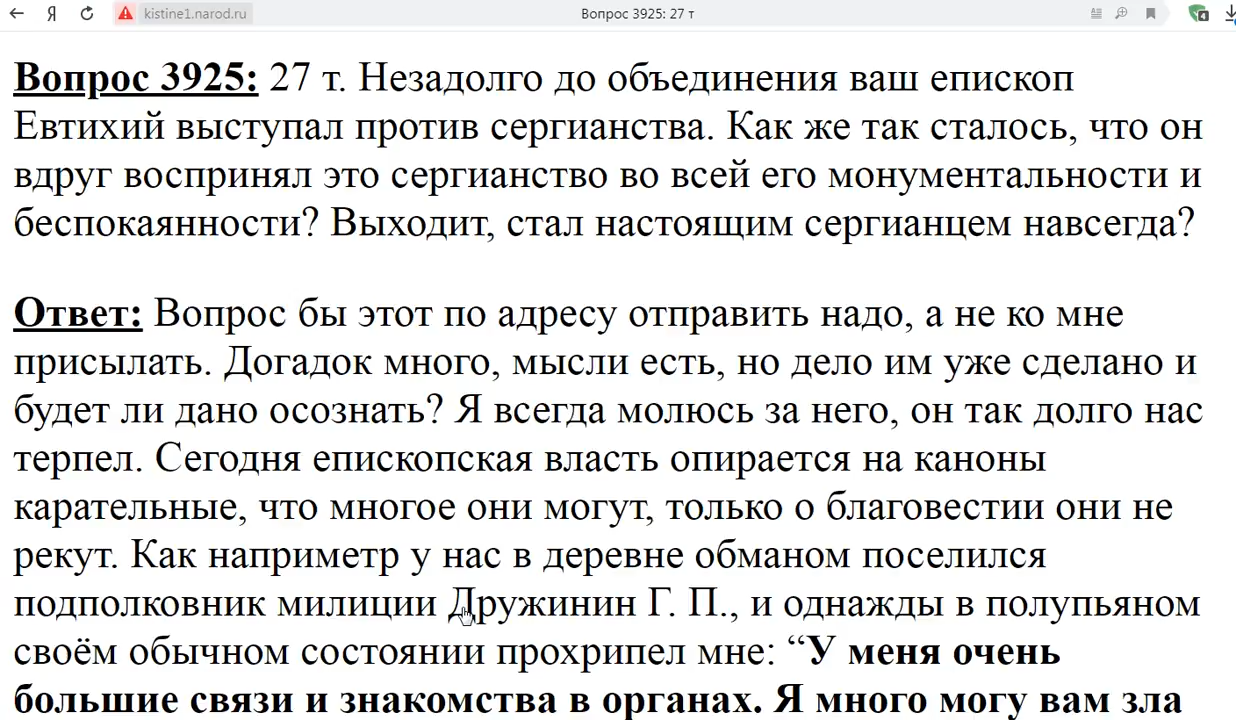 Я kistine1.narod.ru Вопрос 3925: 27 т 4
Вопрос 3925: 27 т. Незадолго до объединения ваш епископ
Евтихий выступал против сергианства. Как же так сталось, что он
вдруг воспринял это сергианство во всей его монументальности и
беспокаянности? Выходит, стал настоящим сергианцем навсегда?
Ответ: Вопрос бы этот по адресу отправить надо, а не ко мне
присылать. Догадок много, мысли есть, но дело им уже сделано и
будет ли дано осознать? Я всегда молюсь за него, он так долго нас
терпел. Сегодня епископская власть опирается на каноны
карательные, что многое они могут, только о благовестии они не
рекут. Как наприметр у нас в деревне обманом поселился
подполковник милиции Дружинин Г. П., и однажды в полупьяном
своём обычном состоянии прохрипел мне: “У меня очень
большие связи и знакомства в органах. Я много могу вам зла